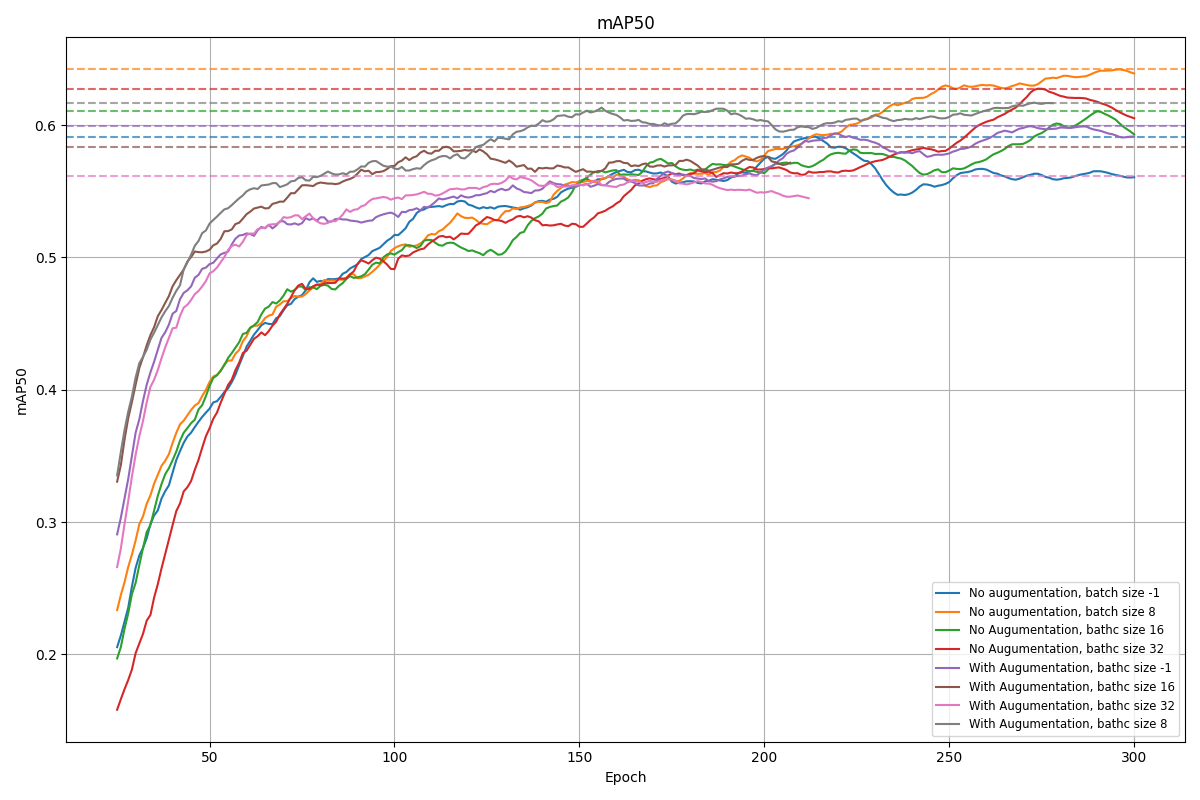 mAP50
mAP50
0.6
0.5
0.4
0.3
0.2
50
100
150
200
250
300
Epoch
No augumentation, batch size -1
No augumentation, batch size 8
No Augumentation, bathc size 16
No Augumentation, bathc size 32
With Augumentation, bathc size -1
With Augumentation, bathc size 16
With Augumentation, bathc size 32
With Augumentation, bathc size 8